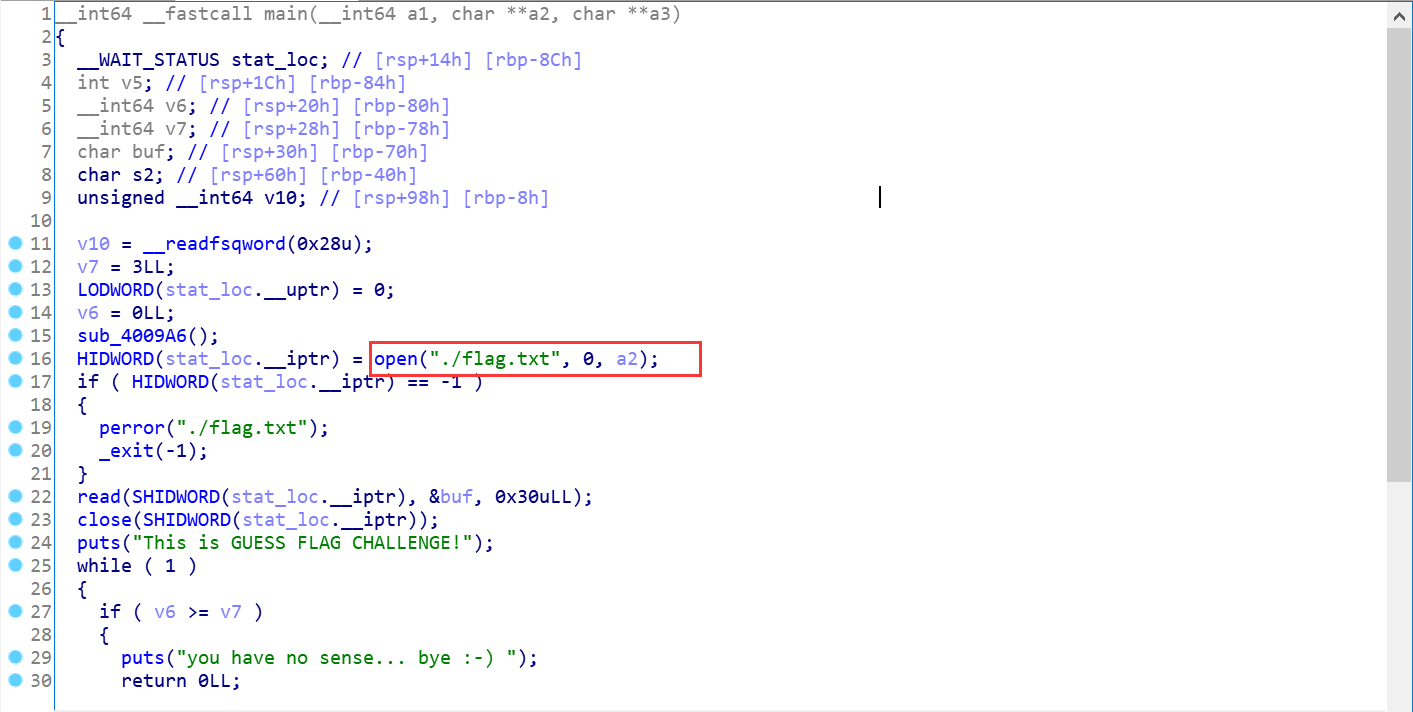 1 __int64 __fastcall main(__int64 a1, char **a2, char **a3)
2 {
3 __WAIT_STATUS stat_loc; // [rsp+14h] [rbp-8Ch]
4 int v5; // [rsp+1Ch] [rbp-84h]
5 __int64 v6; // [rsp+20h] [rbp-80h]
6 __int64 v7; // [rsp+28h] [rbp-78h]
7 char buf; // [rsp+30h] [rbp-70h]
8 char s2; // [rsp+60h] [rbp-40h]
9 unsigned __int64 v10; // [rsp+98h] [rbp-8h]
10
11 v10 = __readfsqword(0x28u);
12 v7 = 3LL;
13 LODWORD(stat_loc.__uptr) = 0;
14 v6 = 0LL;
15 sub_4009A6();
16 HIDWORD(stat_loc.__iptr) = open("./flag.txt", 0, a2);
17 if ( HIDWORD(stat_loc.__iptr) == -1 )
18 {
19 perror("./flag.txt");
20 _exit(-1);
21 }
22 read(SHIDWORD(stat_loc.__iptr), &buf, 0x30uLL);
23 close(SHIDWORD(stat_loc.__iptr));
24 puts("This is GUESS FLAG CHALLENGE!");
25 while ( 1 )
26 {
27 if ( v6 >= v7 )
28 {
29 puts("you have no sense... bye :-) ");
30 return 0LL;